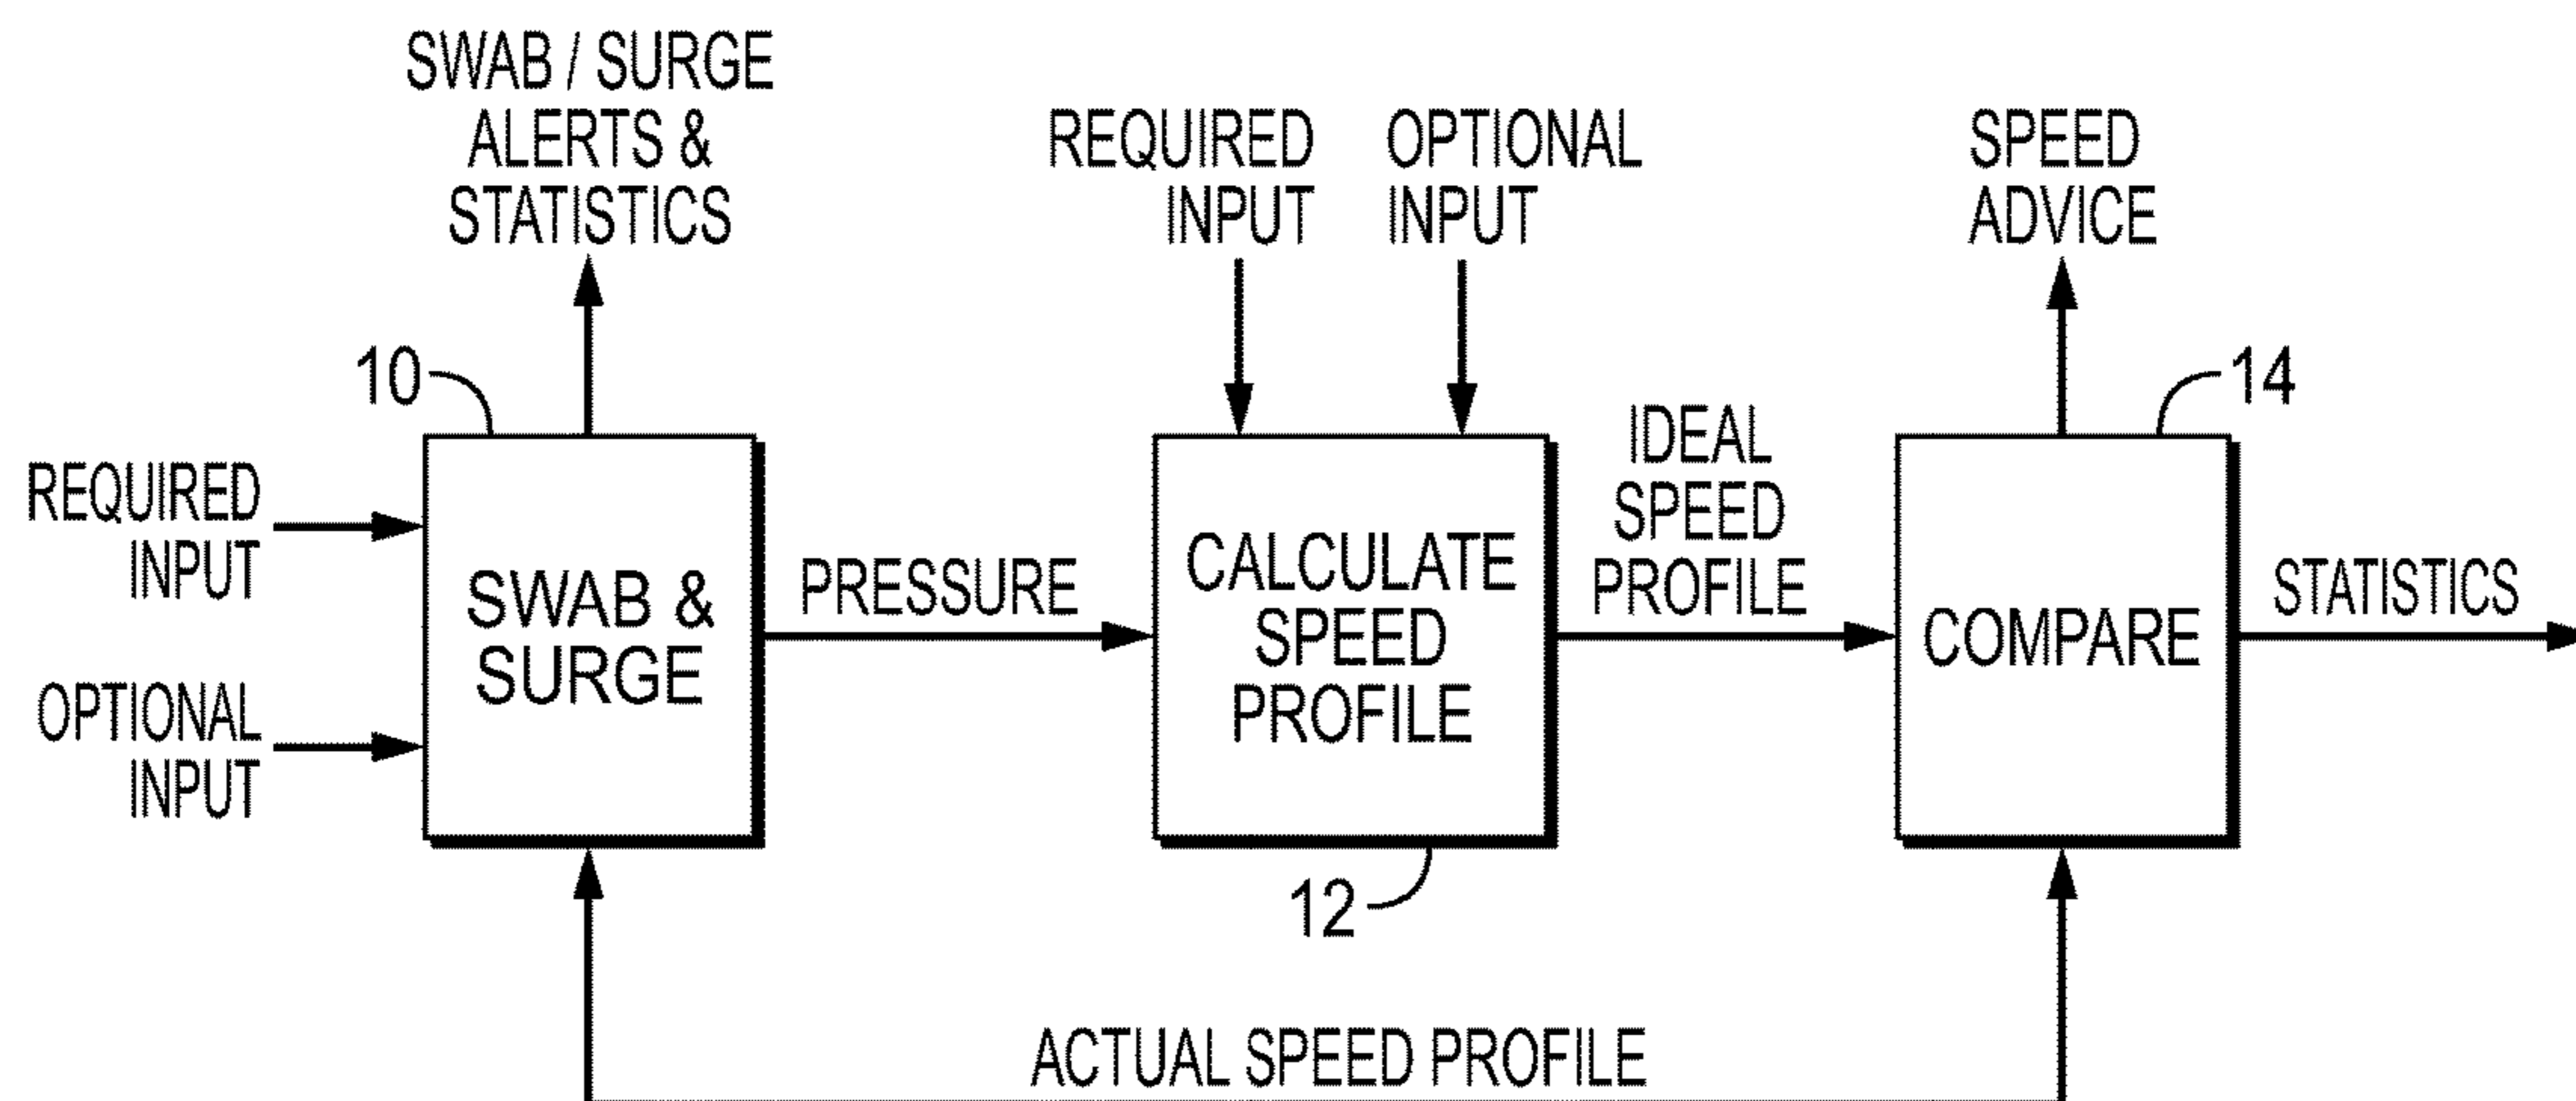 SWAB / SURGE
ALERTS &
STATISTICS
REQUIRED
INPUT
OPTIONAL
INPUT
SPEED
ADVICE
10
14
REQUIRED
INPUT
OPTIONAL
INPUT
SWAB &
SURGE
PRESSURE
CALCULATE
SPEED
PROFILE
12
IDEAL
SPEED
PROFILE
COMPARE
STATISTICS
ACTUAL SPEED PROFILE